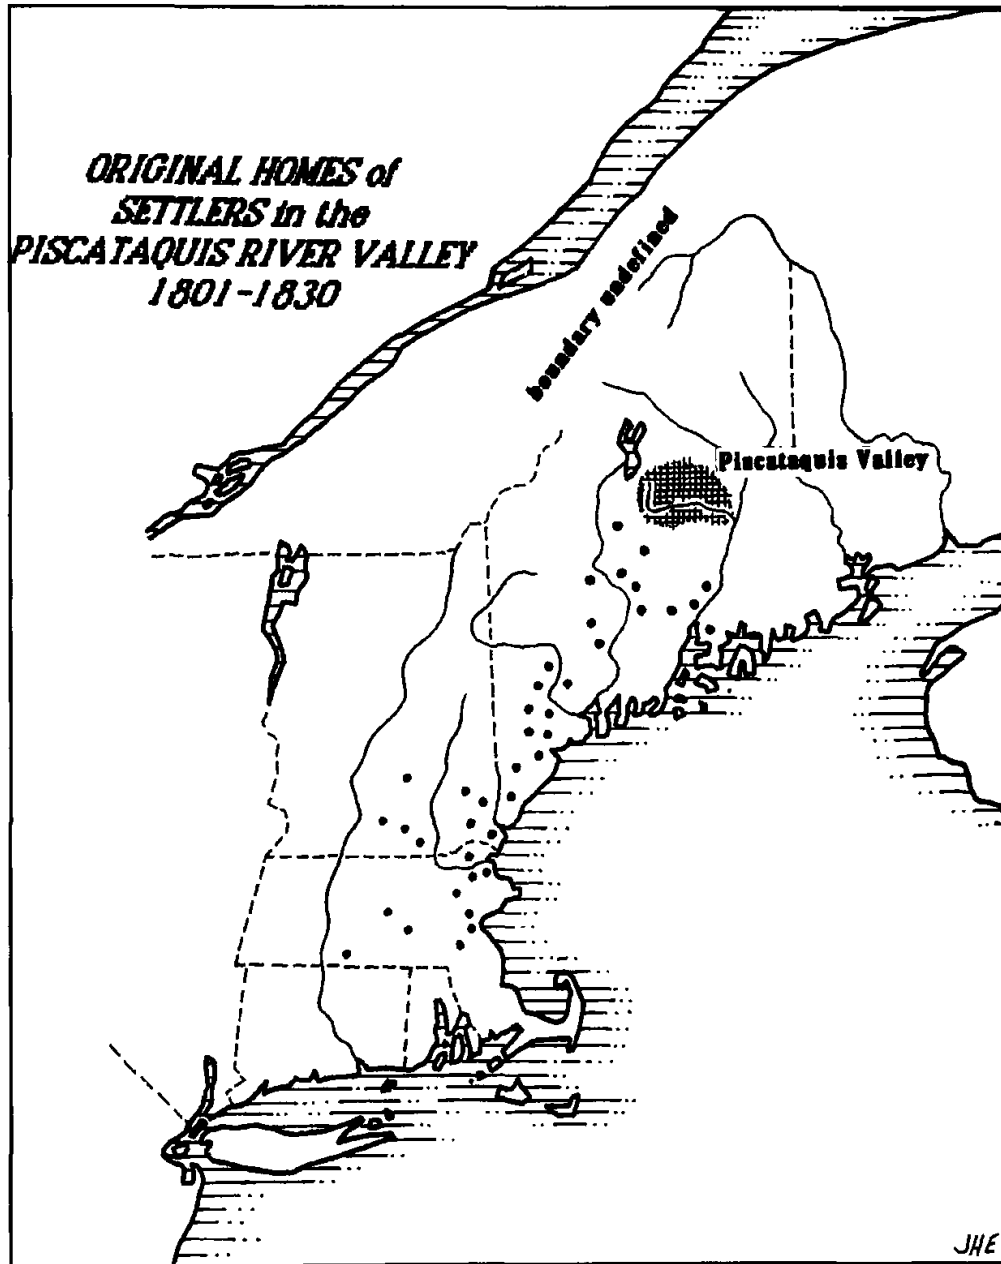 ORIGINAL HOMES of
SETTLERS in the
PISCATAQUIS RIVER VALLEY
1801-1830
boundary undefined
Piscataquis Valley
JHE